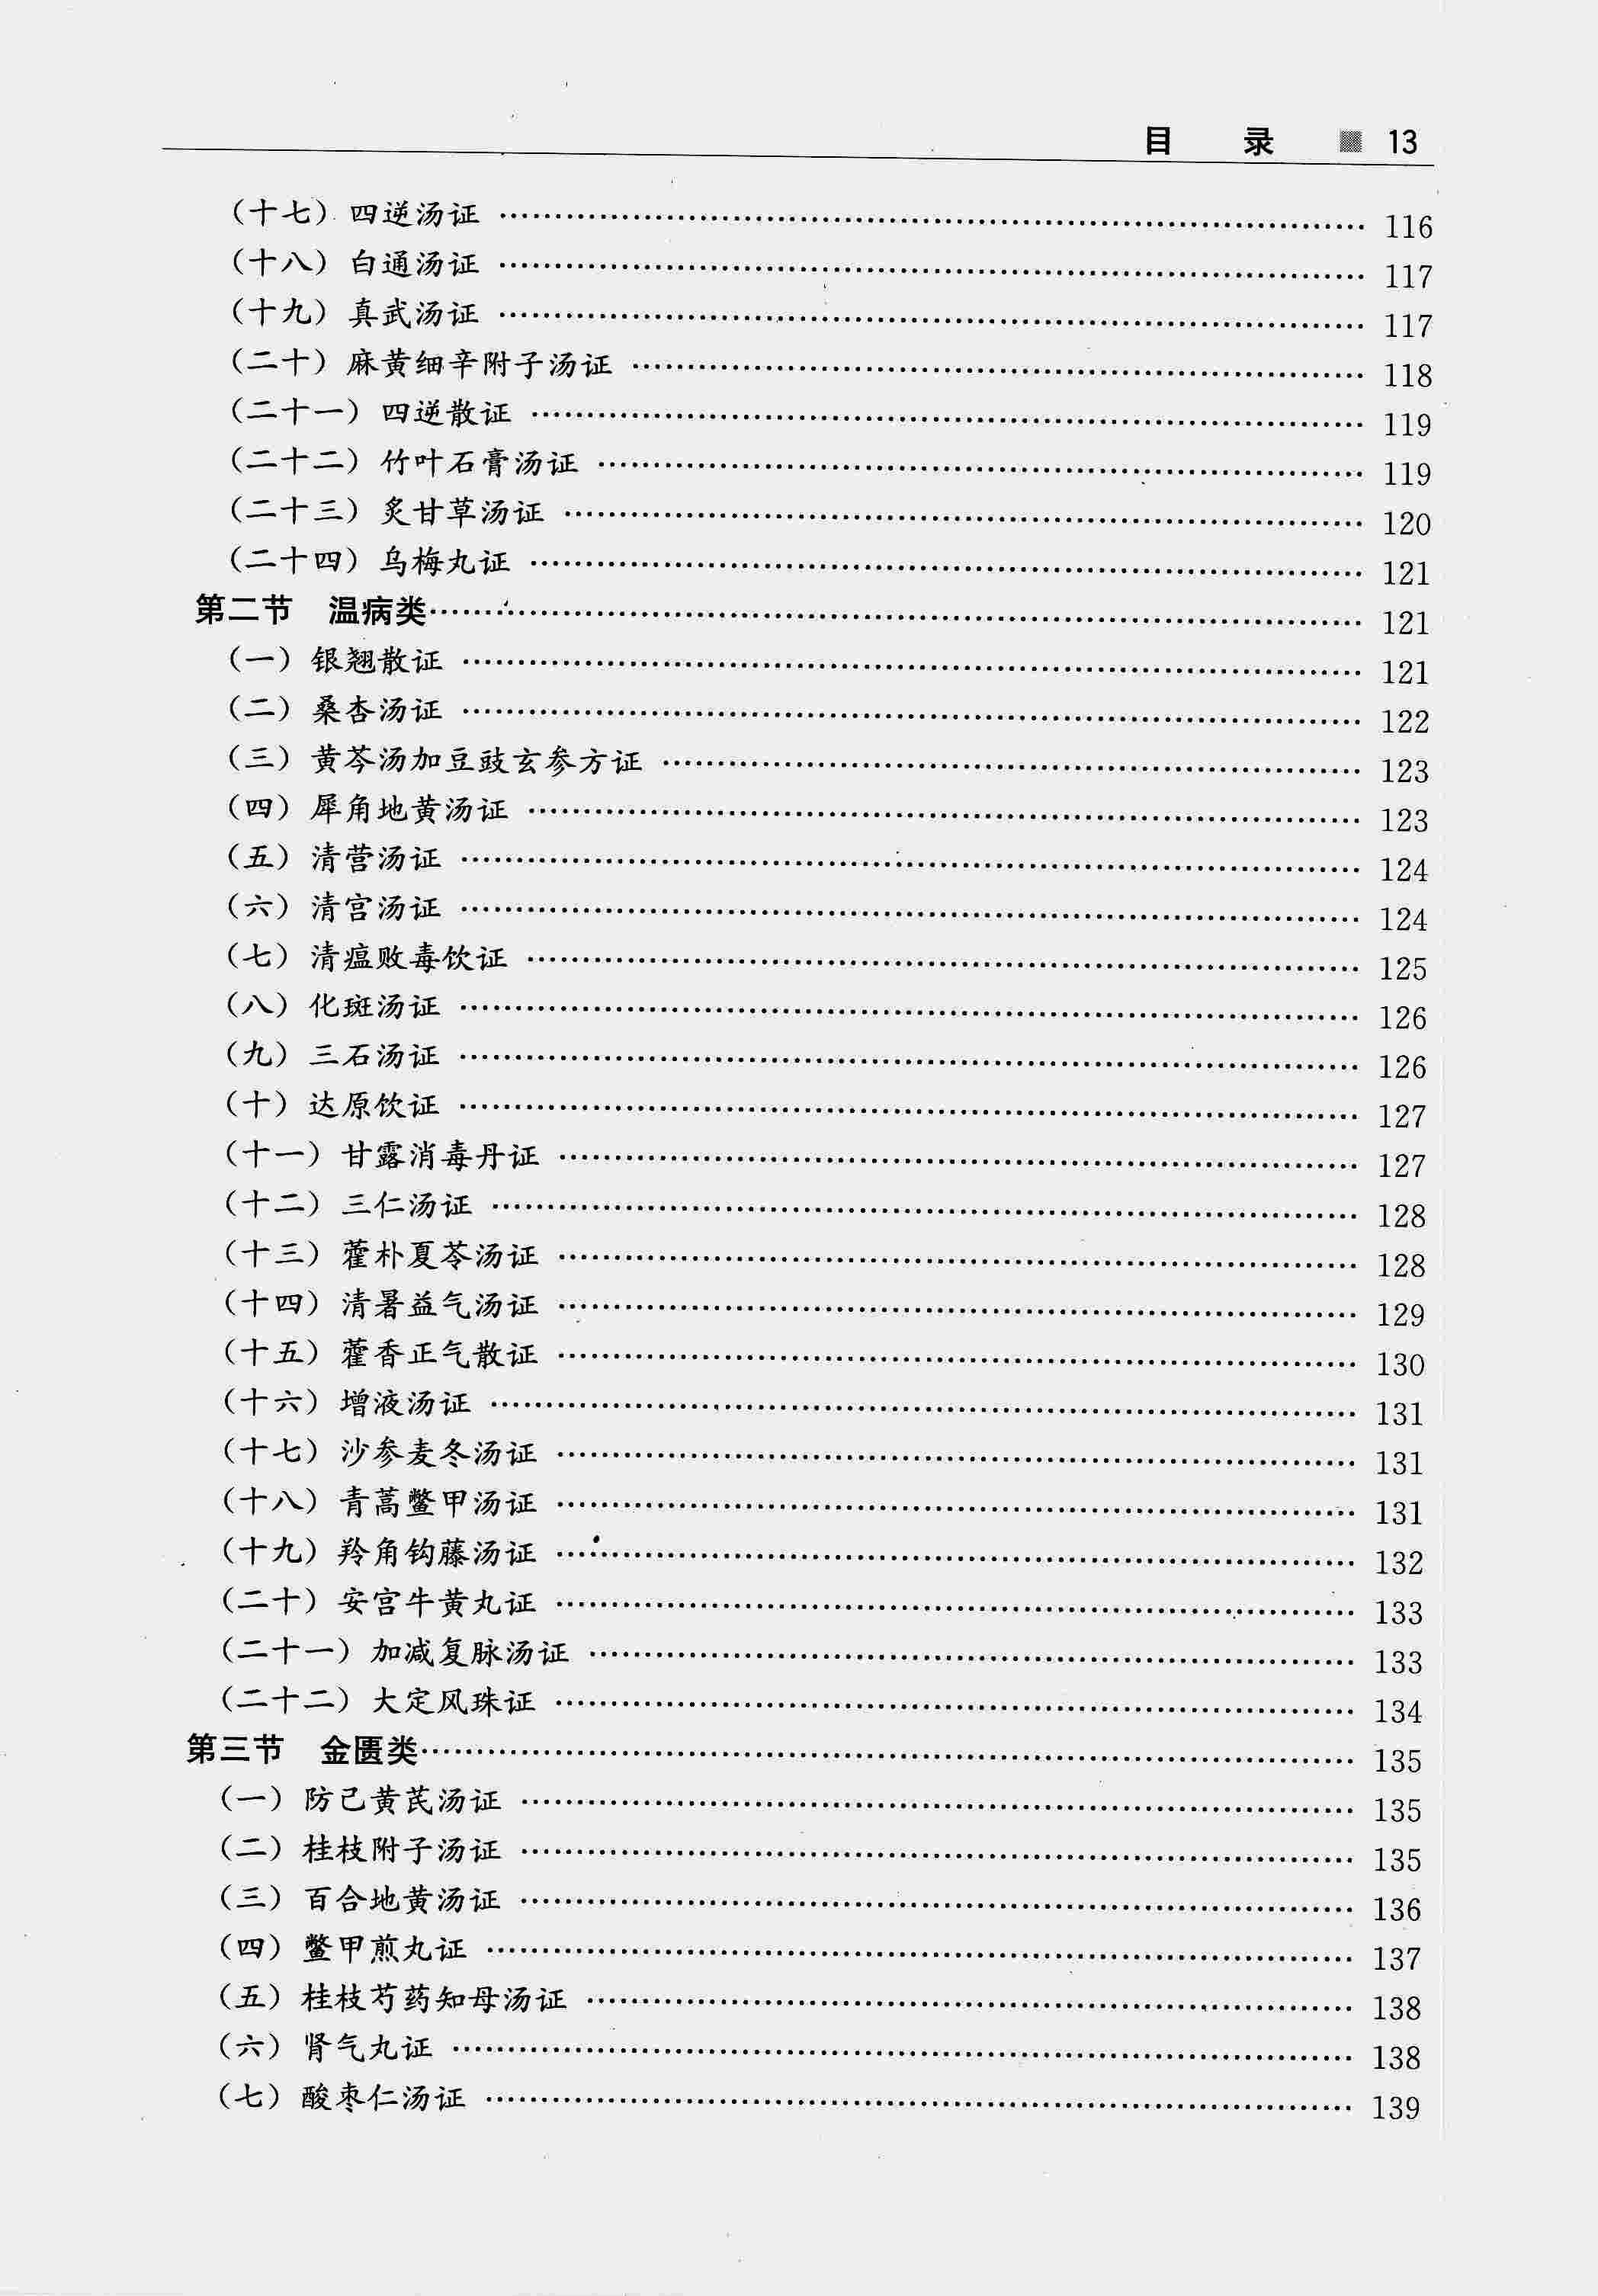 目 录 13
（十七）四逆汤证 …… 116
（十八）白通汤证 …… 117
（十九）真武汤证 …… 117
（二十）麻黄细辛附子汤证 …… 118
（二十一）四逆散证 …… 119
（二十二）竹叶石膏汤证 …… 119
（二十三）炙甘草汤证 …… 120
（二十四）乌梅丸证 …… 121
第二节 温病类 …… 121
（一）银翘散证 …… 121
（二）桑杏汤证 …… 122
（三）黄芩汤加豆豉玄参方证 …… 123
（四）犀角地黄汤证 …… 123
（五）清营汤证 …… 124
（六）清宫汤证 …… 124
（七）清瘟败毒饮证 …… 125
（八）化斑汤证 …… 126
（九）三石汤证 …… 126
（十）达原饮证 …… 127
（十一）甘露消毒丹证 …… 127
（十二）三仁汤证 …… 128
（十三）藿朴夏苓汤证 …… 128
（十四）清暑益气汤证 …… 129
（十五）藿香正气散证 …… 130
（十六）增液汤证 …… 131
（十七）沙参麦冬汤证 …… 131
（十八）青蒿鳖甲汤证 …… 131
（十九）羚角钩藤汤证 …… 132
（二十）安宫牛黄丸证 …… 133
（二十一）加减复脉汤证 …… 133
（二十二）大定风珠证 …… 134
第三节 金匮类 …… 135
（一）防己黄芪汤证 …… 135
（二）桂枝附子汤证 …… 135
（三）百合地黄汤证 …… 136
（四）鳖甲煎丸证 …… 137
（五）桂枝芍药知母汤证 …… 138
（六）肾气丸证 …… 138
（七）酸枣仁汤证 …… 139